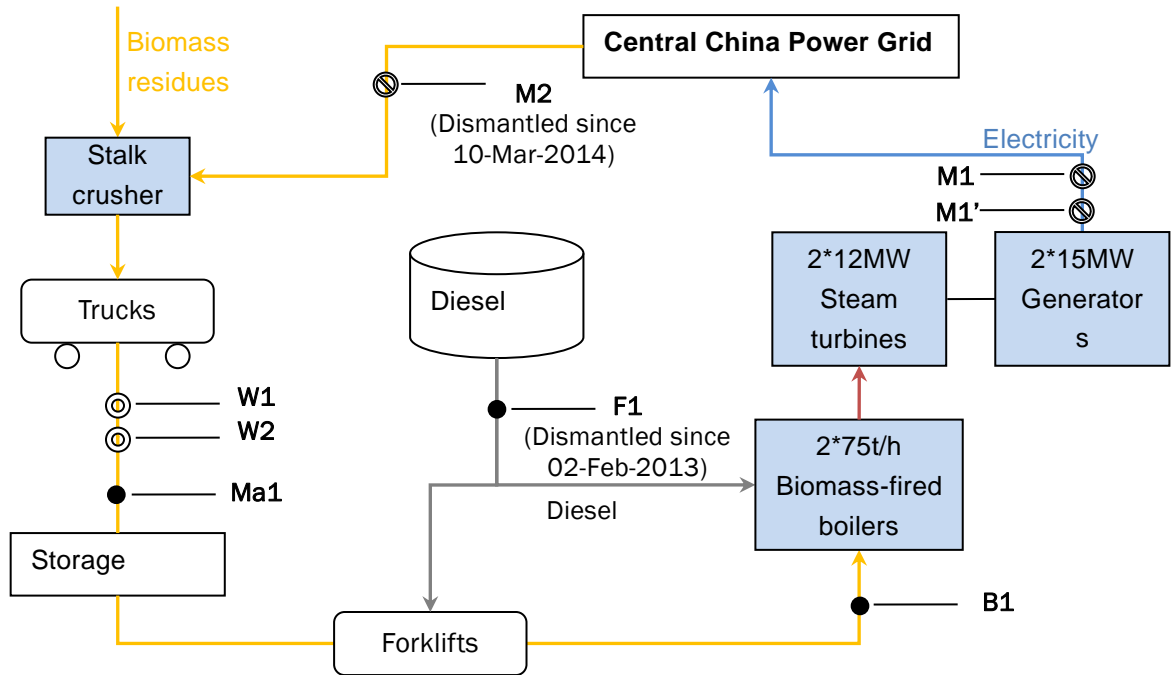 Biomass
residues
Central China Power Grid
M2
(Dismantled since
10-Mar-2014)
Stalk
crusher
Electricity
M1
M1’
Trucks
Diesel
2*12MW
Steam
turbines
2*15MW
Generator
s
W1
W2
F1
(Dismantled since
02-Feb-2013)
Ma1
Diesel
2*75t/h
Biomass-fired
boilers
Storage
B1
Forklifts